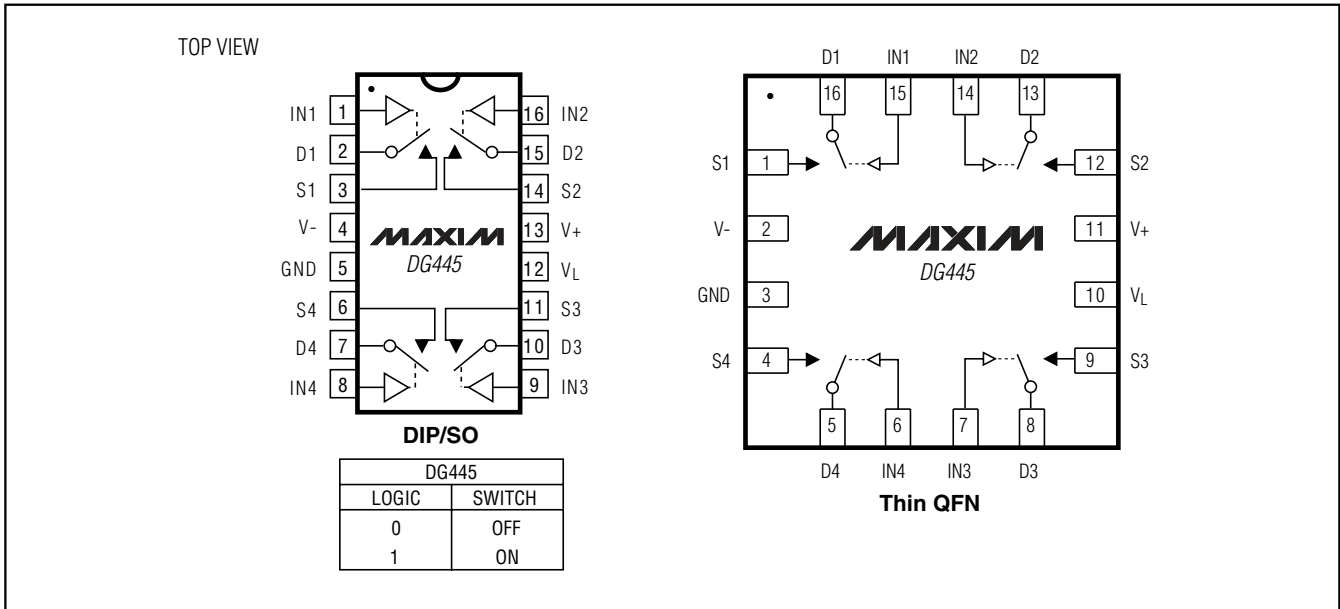 TOP VIEW
IN1 1 16 IN2
D1 2 15 D2
S1 3 14 S2
V- 4 13 V+
MAXIM
DG445
GND 5 12 VL
S4 6 11 S3
D4 7 10 D3
IN4 8 9 IN3
DIP/SO
DG445
LOGIC SWITCH
0 OFF
1 ON
D1 IN1 IN2 D2
16 15 14 13
S1 1 12 S2
V- 2 11 V+
MAXIM
DG445
GND 3 10 VL
S4 4 9 S3
5 6 7 8
D4 IN4 IN3 D3
Thin QFN